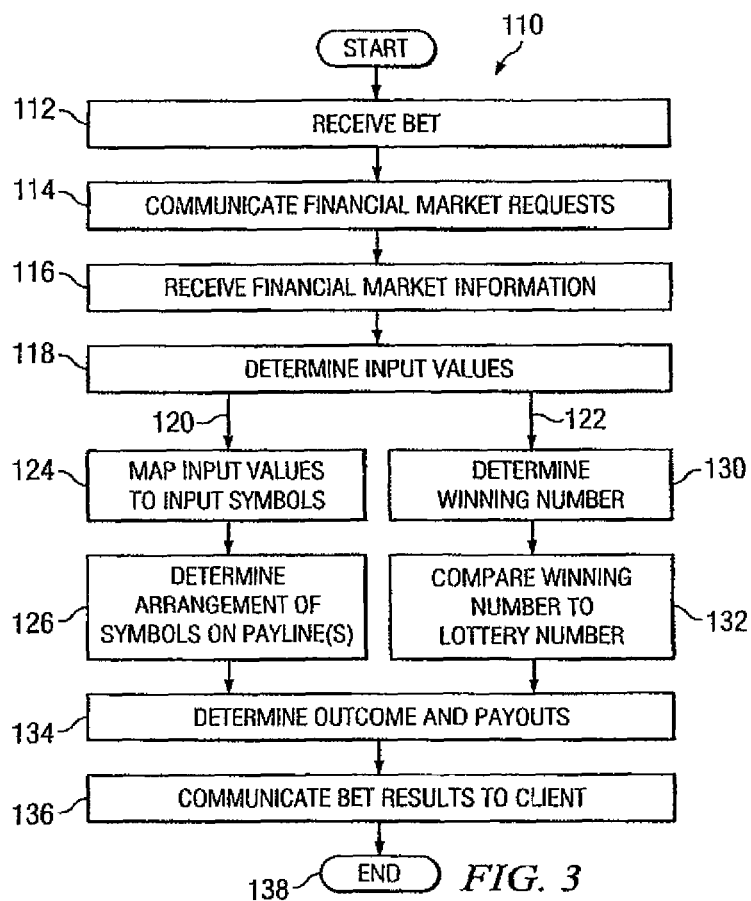 START
110
112
RECEIVE BET
114
COMMUNICATE FINANCIAL MARKET REQUESTS
116
RECEIVE FINANCIAL MARKET INFORMATION
118
DETERMINE INPUT VALUES
120
122
124
MAP INPUT VALUES
TO INPUT SYMBOLS
DETERMINE
WINNING NUMBER
130
126
DETERMINE
ARRANGEMENT OF
SYMBOLS ON PAYLINE(S)
COMPARE WINNING
NUMBER TO
LOTTERY NUMBER
132
134
DETERMINE OUTCOME AND PAYOUTS
136
COMMUNICATE BET RESULTS TO CLIENT
138
END
FIG. 3